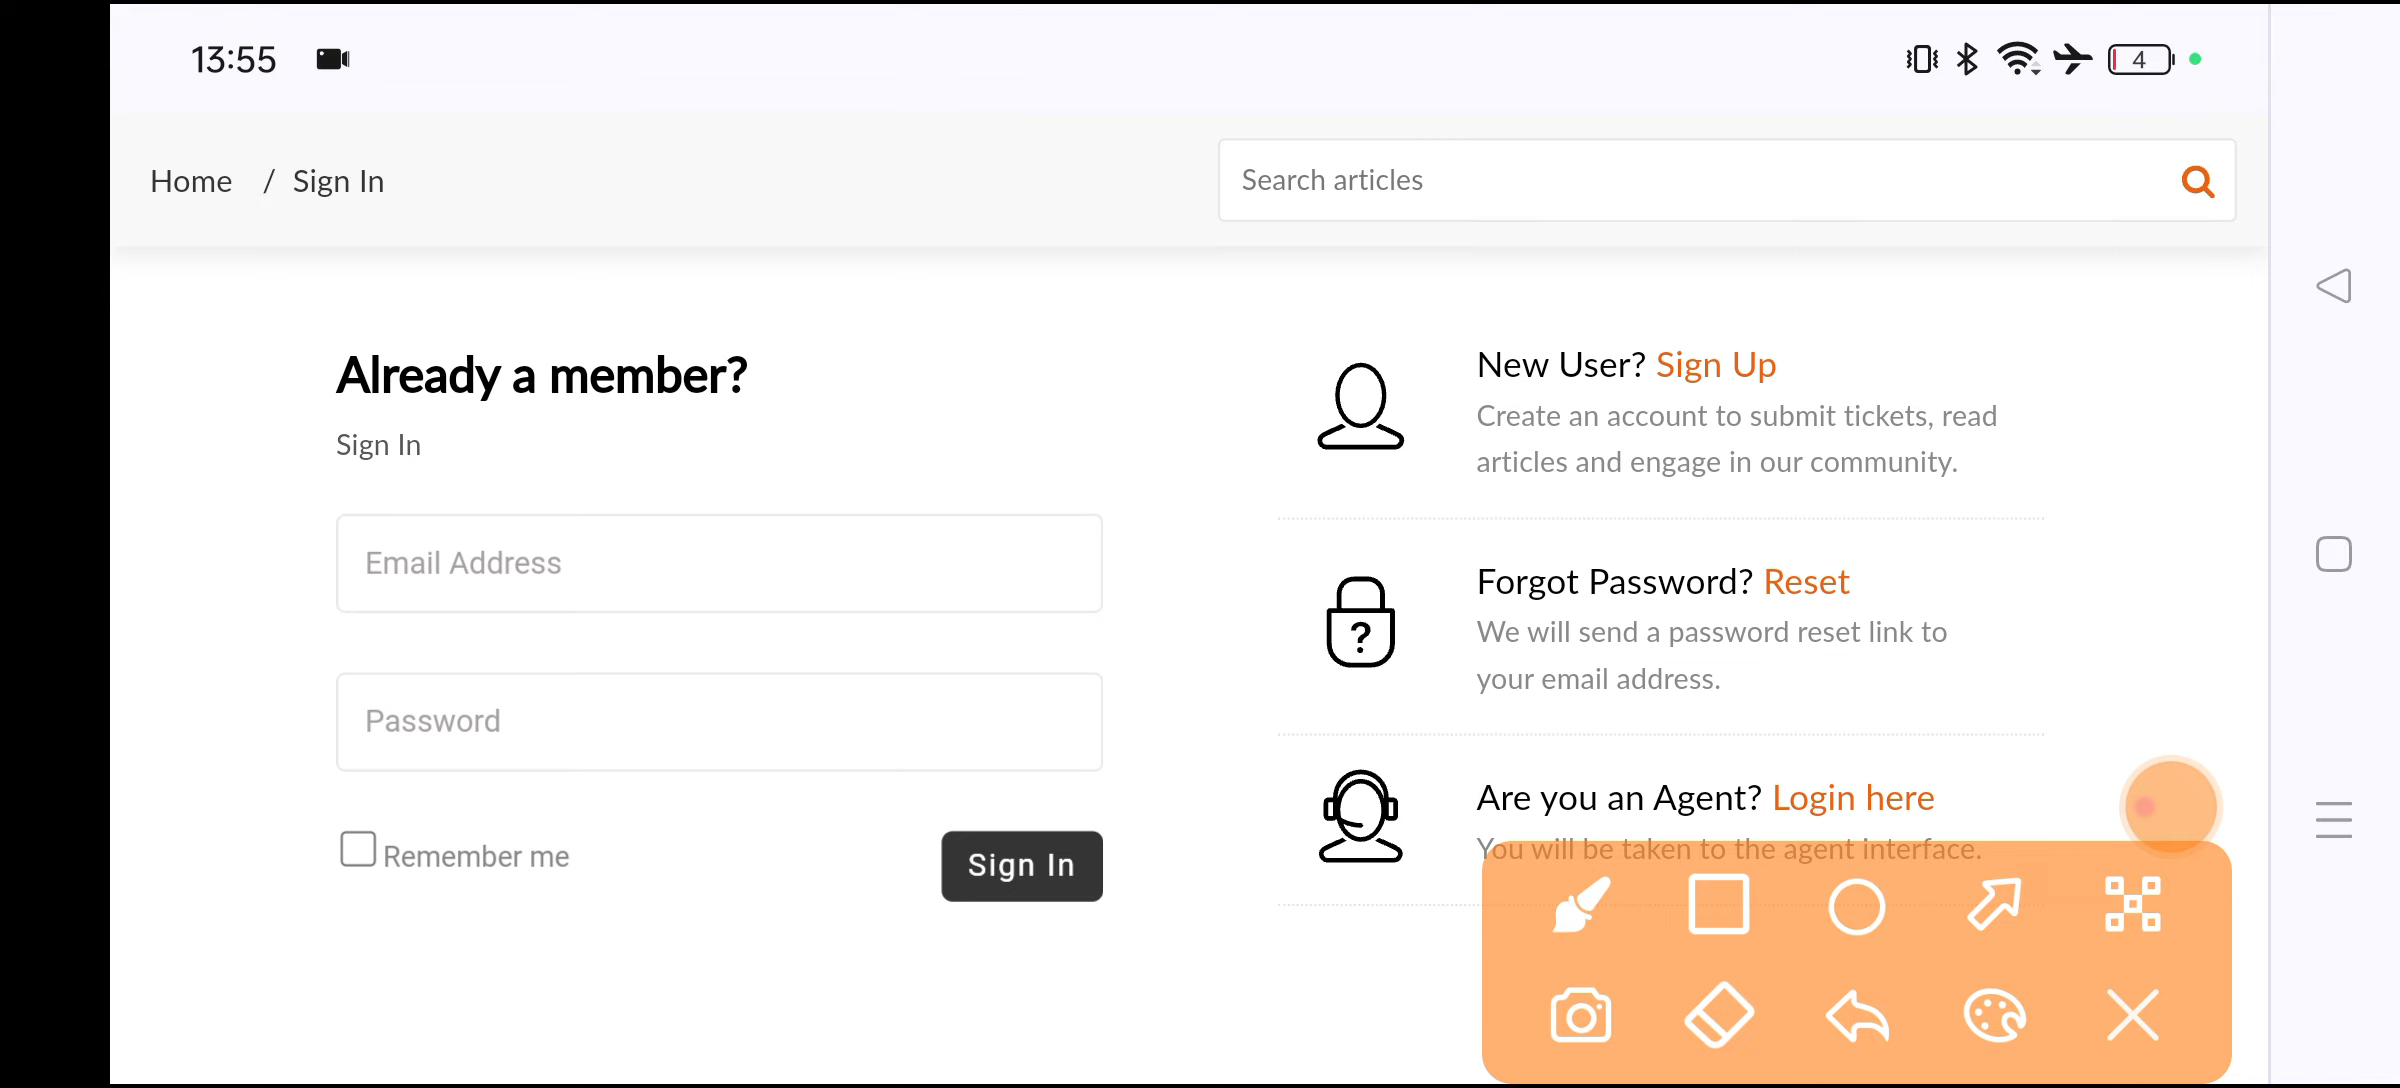 13:55
4
Home / Sign In
Search articles
Already a member?
Sign In
Email Address
Password
Remember me
Sign In
New User? Sign Up
Create an account to submit tickets, read
articles and engage in our community.
Forgot Password? Reset
We will send a password reset link to
your email address.
Are you an Agent? Login here
You will be taken to the agent interface.